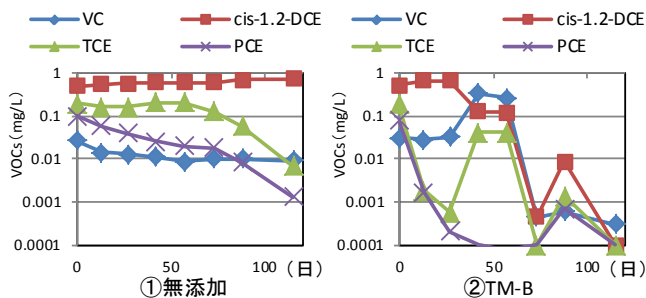 VC cis-1.2-DCE
TCE PCE
VOCs (mg/L)
1
0.1
0.01
0.001
0.0001
0 50 100 (日)
①無添加
VC cis-1.2-DCE
TCE PCE
VOCs (mg/L)
1
0.1
0.01
0.001
0.0001
0 50 100 (日)
②TM-B